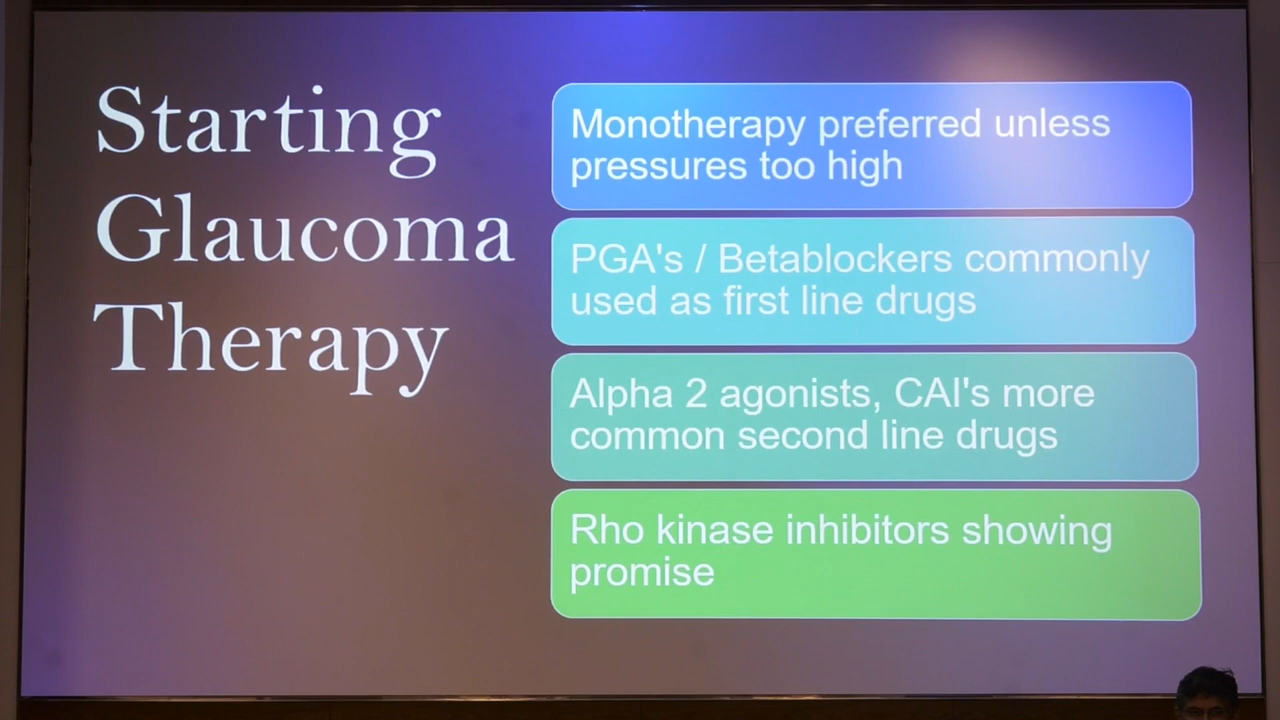 Starting
Glaucoma
Therapy
Monotherapy preferred unless
pressures too high
PGA's / Betablockers commonly
used as first line drugs
Alpha 2 agonists, CAI's more
common second line drugs
Rho kinase inhibitors showing
promise